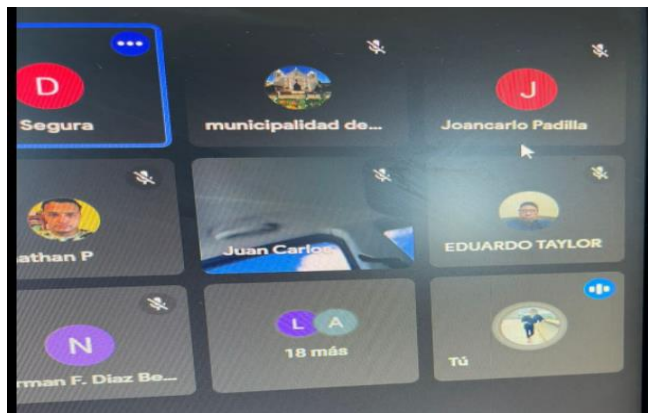 D
Segura
municipalidad de...
J
Joancarlo Padilla
athan P
Juan Carlos
EDUARDO TAYLOR
N
rman F. Diaz Be...
L A
18 más
Tú